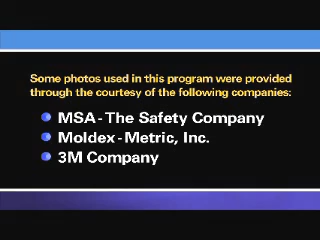 Some photos used in this program were provided
through the courtesy of the following companies:
MSA - The Safety Company
Moldex - Metric, Inc.
3M Company